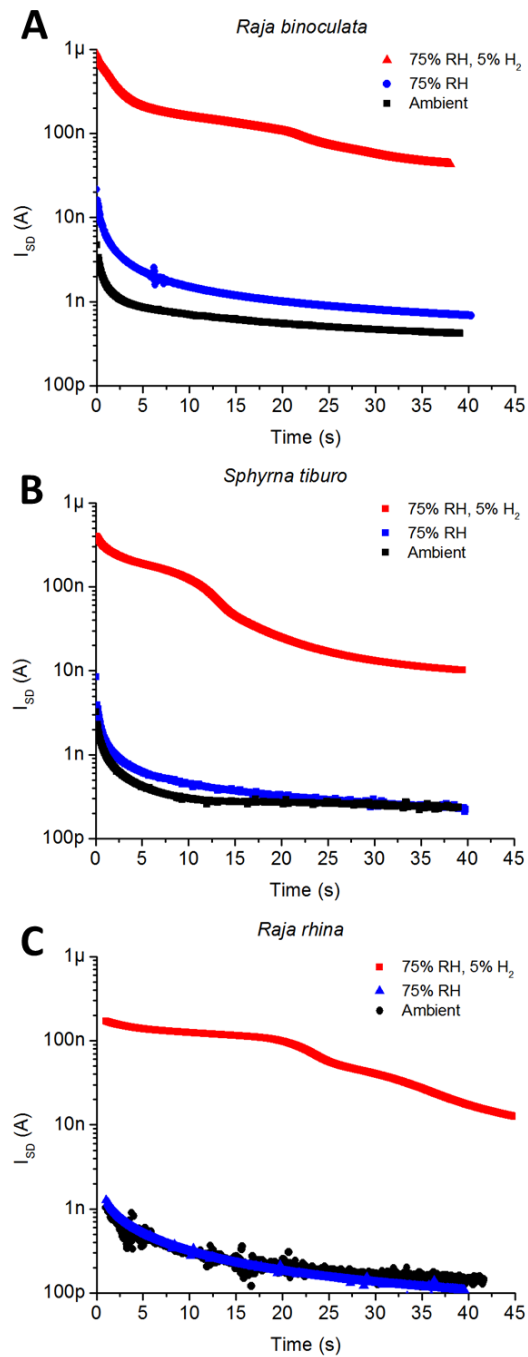 A
Raja binoculata
1μ
100n
10n
1n
100p
I_SD (A)
75% RH, 5% H₂
75% RH
Ambient
0 5 10 15 20 25 30 35 40 45
Time (s)
B
Sphyrna tiburo
1μ
100n
10n
1n
100p
I_SD (A)
75% RH, 5% H₂
75% RH
Ambient
0 5 10 15 20 25 30 35 40 45
Time (s)
C
Raja rhina
1μ
100n
10n
1n
100p
I_SD (A)
75% RH, 5% H₂
75% RH
Ambient
0 5 10 15 20 25 30 35 40 45
Time (s)